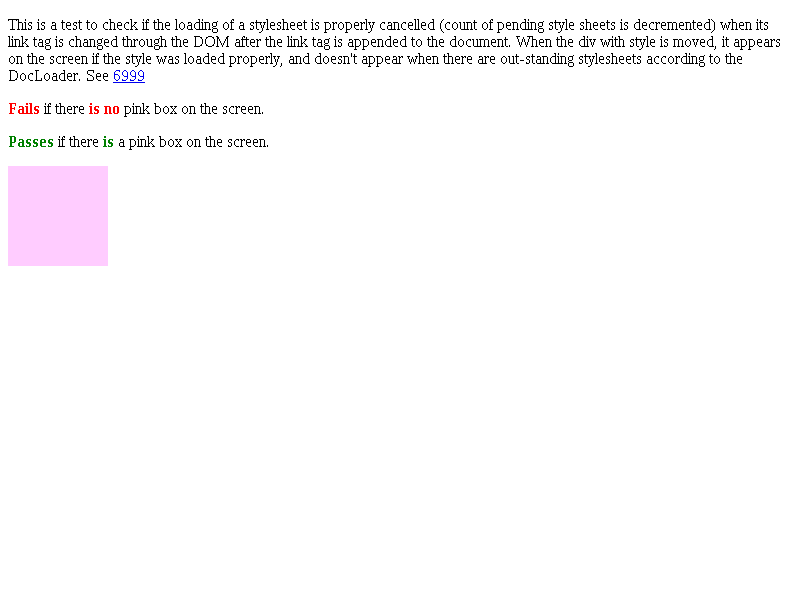 This is a test to check if the loading of a stylesheet is properly cancelled (count of pending style sheets is decremented) when its
link tag is changed through the DOM after the link tag is appended to the document. When the div with style is moved, it appears
on the screen if the style was loaded properly, and doesn't appear when there are out-standing stylesheets according to the
DocLoader. See 6999
Fails if there is no pink box on the screen.
Passes if there is a pink box on the screen.